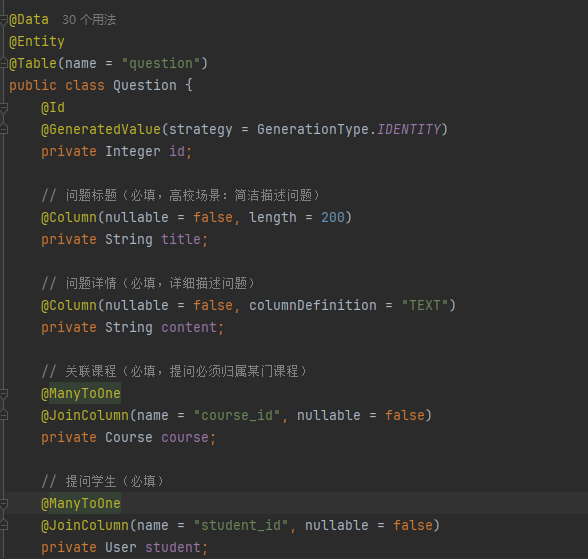 @Data 30 个用法
@Entity
@Table(name = "question")
public class Question {
@Id
@GeneratedValue(strategy = GenerationType.IDENTITY)
private Integer id;
// 问题标题（必填，高校场景：简洁描述问题）
@Column(nullable = false, length = 200)
private String title;
// 问题详情（必填，详细描述问题）
@Column(nullable = false, columnDefinition = "TEXT")
private String content;
// 关联课程（必填，提问必须归属某门课程）
@ManyToOne
@JoinColumn(name = "course_id", nullable = false)
private Course course;
// 提问学生（必填）
@ManyToOne
@JoinColumn(name = "student_id", nullable = false)
private User student;